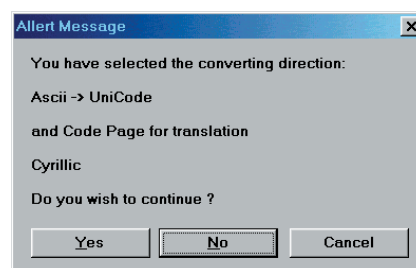 Allert Message
You have selected the converting direction:
Ascii -> UniCode
and Code Page for translation
Cyrillic
Do you wish to continue ?
Yes No Cancel